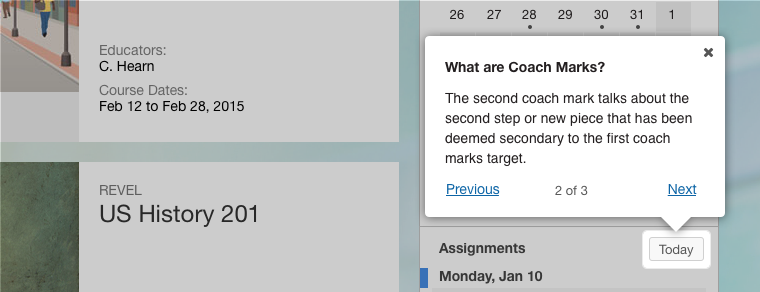 Educators:
C. Hearn
Course Dates:
Feb 12 to Feb 28, 2015
REVEL
US History 201
26 27 28 29 30 31 1
What are Coach Marks?
The second coach mark talks about the
second step or new piece that has been
deemed secondary to the first coach
marks target.
Previous 2 of 3 Next
Assignments Today
Monday, Jan 10